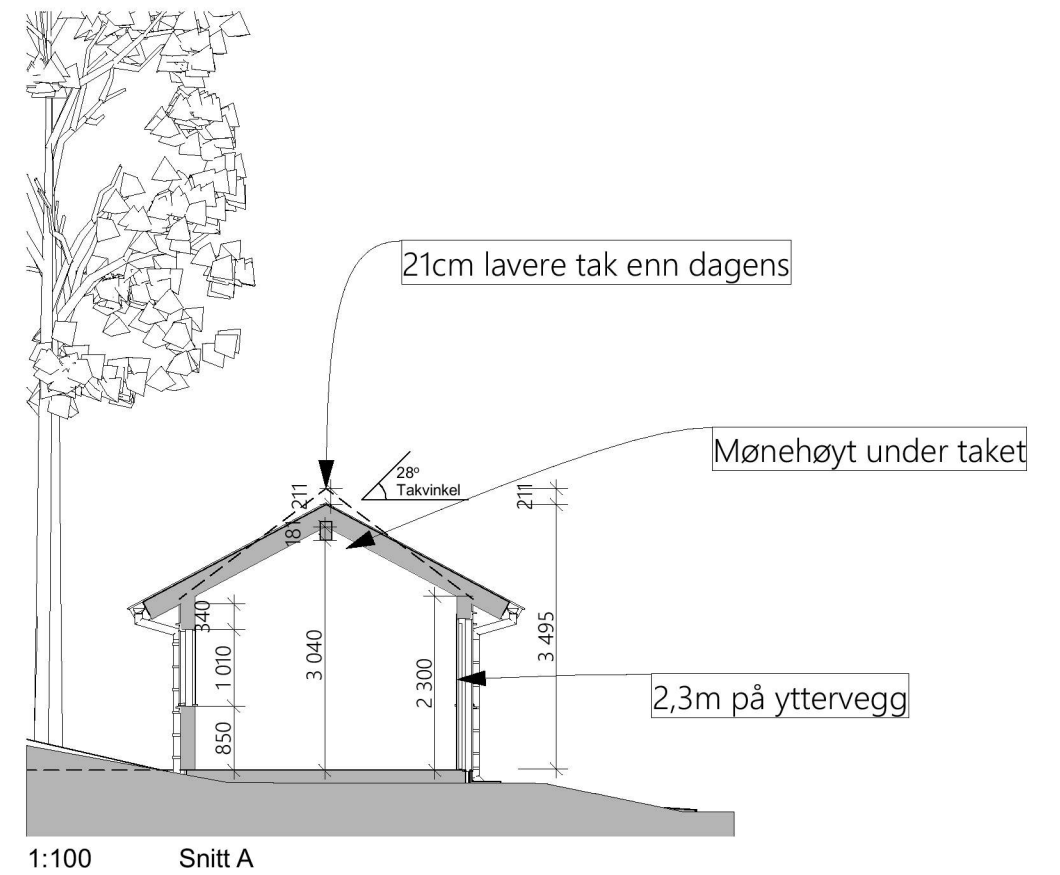 21cm lavere tak enn dagens
Mønehøyt under taket
28º
Takvinkel
211
211
181
340
1 010
850
3 040
2 300
3 495
2,3m på yttervegg
1:100 Snitt A